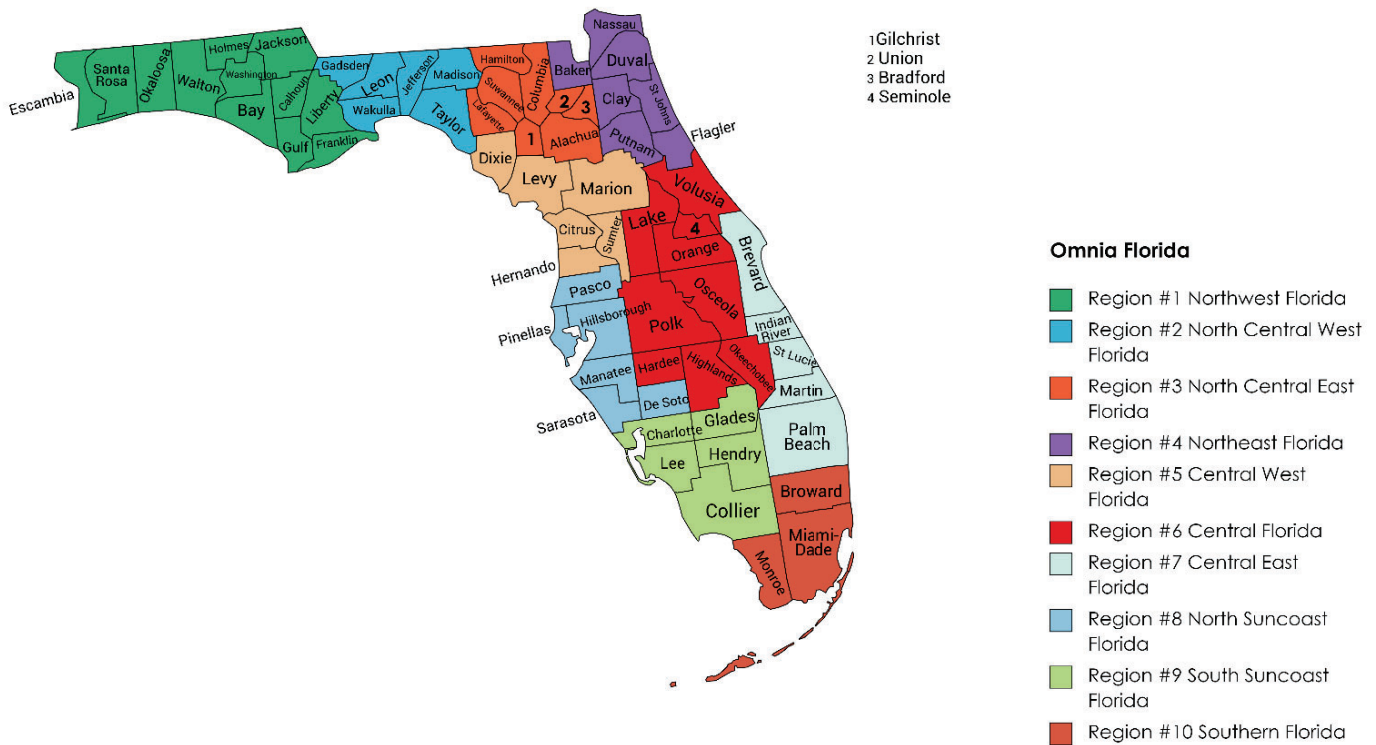 Nassau
Holmes
Jackson
Gadsden
Hamilton
Columbia
Baker
Duval
1Gilchrist
2 Union
3 Bradford
4 Seminole
Escambia
Santa
Rosa
Okaloosa
Walton
Washington
Bay
Calhoun
Liberty
Gulf
Franklin
Leon
Jefferson
Madison
Wakulla
Taylor
Suwannee
Lafayette
2
3
1
Alachua
Clay
St Johns
Putnam
Flagler
Dixie
Levy
Marion
Volusia
Citrus
Sumter
Lake
4
Orange
Brevard
Hernando
Pasco
Osceola
Pinellas
Hillsborough
Polk
Indian
River
St Lucie
Manatee
Hardee
Highlands
Okeechobee
Martin
Sarasota
De Soto
Charlotte
Glades
Palm
Beach
Lee
Hendry
Collier
Broward
Miami-
Dade
Monroe
Omnia Florida
Region #1 Northwest Florida
Region #2 North Central West
Florida
Region #3 North Central East
Florida
Region #4 Northeast Florida
Region #5 Central West
Florida
Region #6 Central Florida
Region #7 Central East
Florida
Region #8 North Suncoast
Florida
Region #9 South Suncoast
Florida
Region #10 Southern Florida